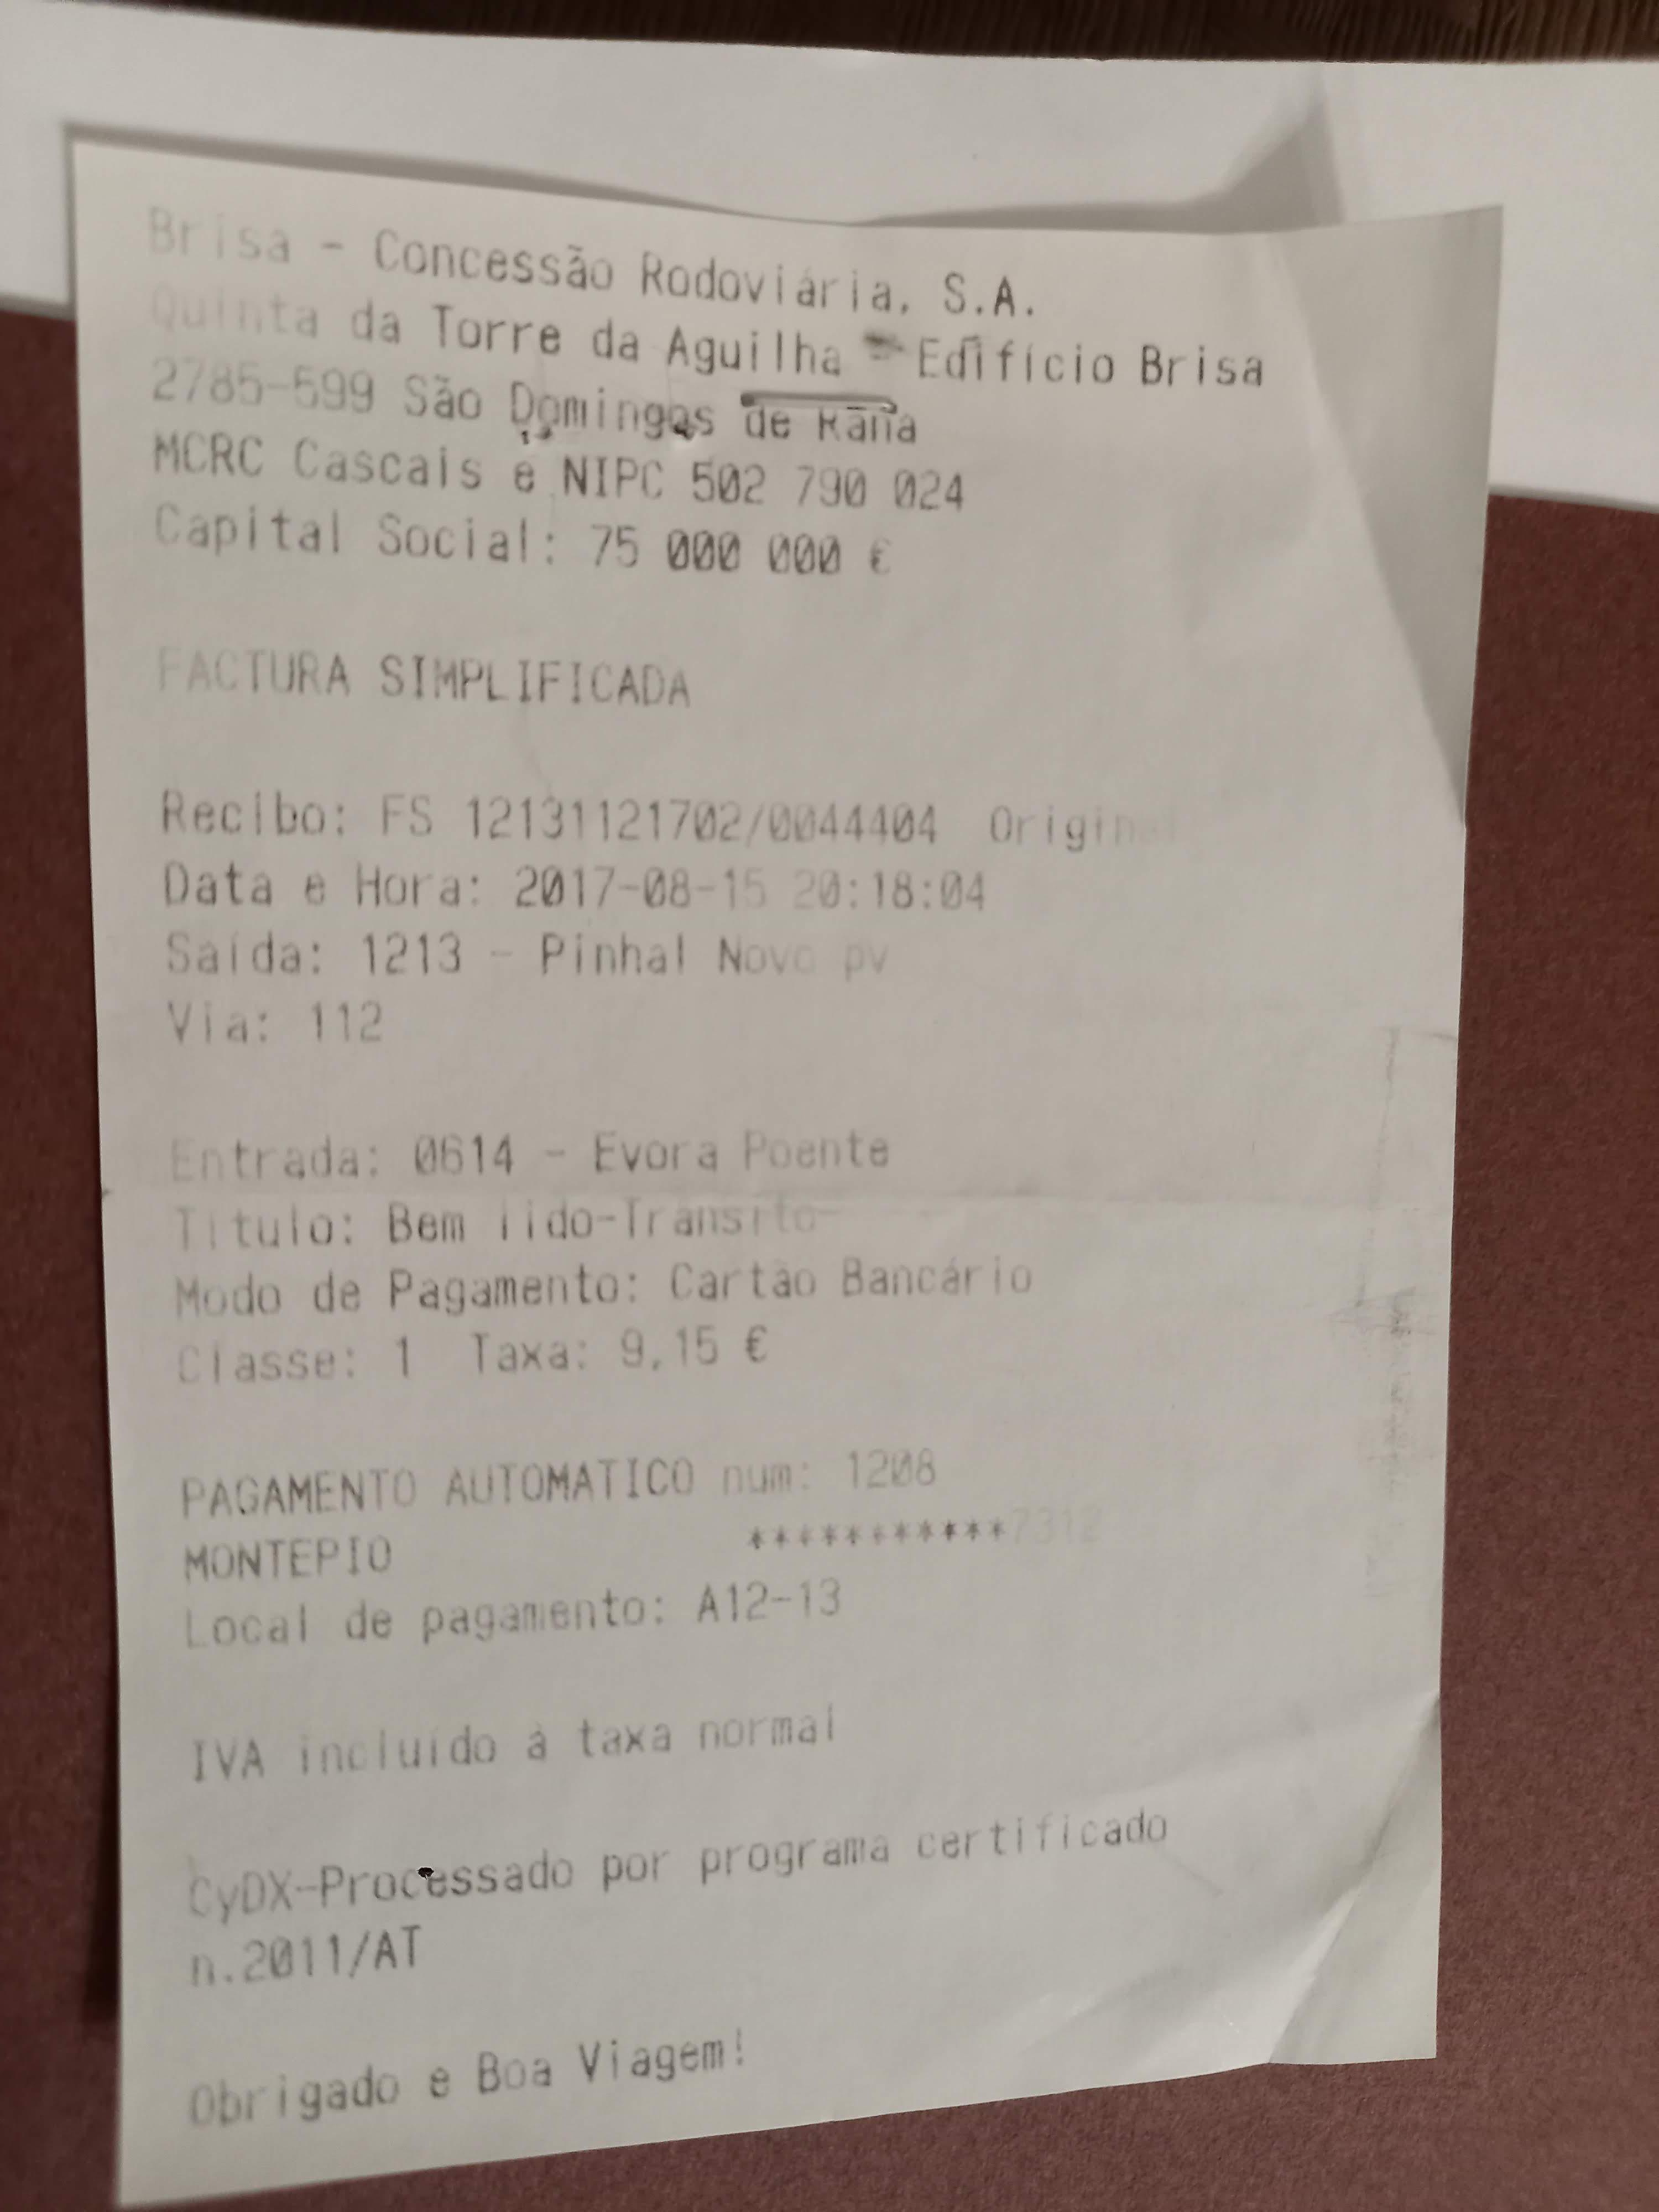 Brisa - Concessão Rodoviária, S.A.
Quinta da Torre da Aguilha - Edifício Brisa
2785-599 São Domingos de Rana
MCRC Cascais e NIPC 502 790 024
Capital Social: 75 000 000 €
FACTURA SIMPLIFICADA
Recibo: FS 12131121702/0044404 Original
Data e Hora: 2017-08-15 20:18:04
Saída: 1213 - Pinhal Novo pv
Via: 112
Entrada: 0614 - Evora Poente
Título: Bem lido-Transito-
Modo de Pagamento: Cartão Bancário
Classe: 1 Taxa: 9,15 €
PAGAMENTO AUTOMATICO num: 1208
MONTEPIO ***********7312
Local de pagamento: A12-13
IVA incluído à taxa normal
CyDX-Processado por programa certificado
n.2011/AT
Obrigado e Boa Viagem!